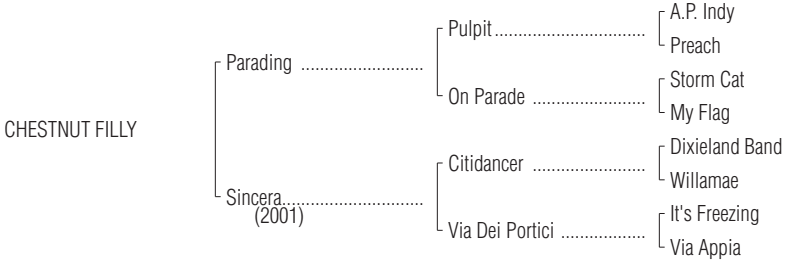 A.P. Indy
Pulpit..............................
Preach
Parading ........................
Storm Cat
On Parade ......................
My Flag
CHESTNUT FILLY
Dixieland Band
Citidancer ......................
Willamae
Sincera............................
(2001)
It's Freezing
Via Dei Portici .................
Via Appia